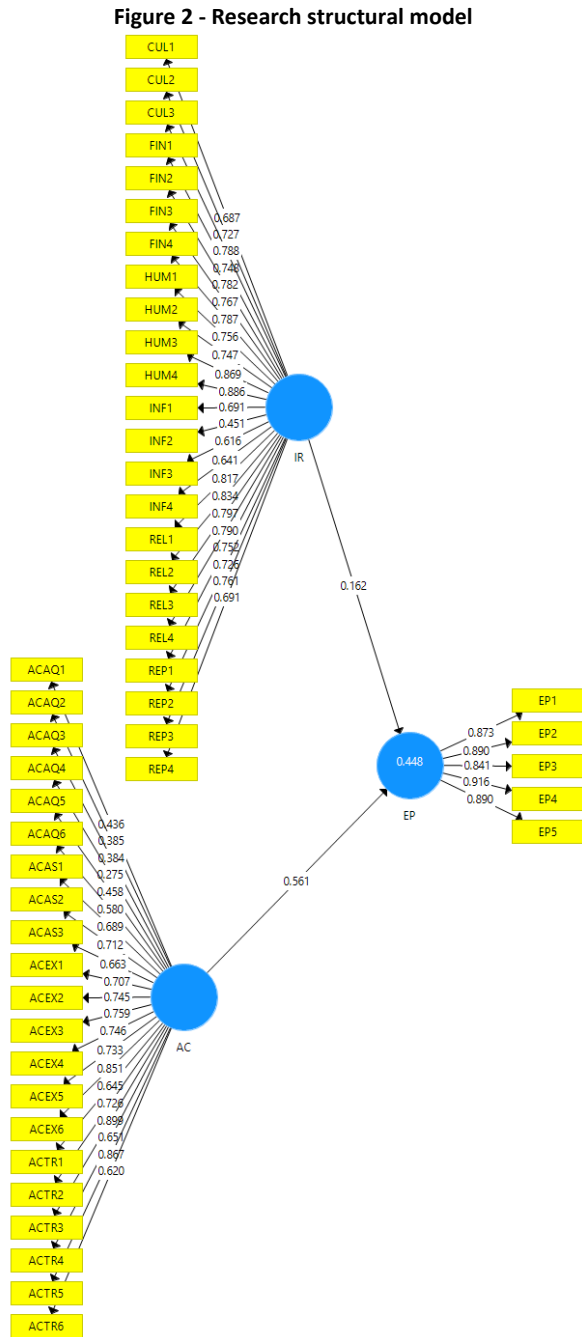 Figure 2 - Research structural model
CUL1
CUL2
CUL3
FIN1
FIN2
FIN3
FIN4
HUM1
HUM2
HUM3
HUM4
INF1
INF2
INF3
INF4
REL1
REL2
REL3
REL4
REP1
REP2
REP3
REP4
0.687
0.727
0.788
0.748
0.782
0.767
0.787
0.756
0.747
0.869
0.886
0.691
0.451
0.616
0.641
0.817
0.834
0.797
0.790
0.752
0.726
0.761
0.691
IR
0.162
ACAQ1
ACAQ2
ACAQ3
ACAQ4
ACAQ5
ACAQ6
ACAS1
ACAS2
ACAS3
ACEX1
ACEX2
ACEX3
ACEX4
ACEX5
ACEX6
ACTR1
ACTR2
ACTR3
ACTR4
ACTR5
ACTR6
0.436
0.385
0.384
0.275
0.458
0.580
0.689
0.712
0.663
0.707
0.745
0.759
0.746
0.733
0.851
0.645
0.726
0.899
0.651
0.867
0.620
AC
0.561
0.448
EP
0.873
0.890
0.841
0.916
0.890
EP1
EP2
EP3
EP4
EP5